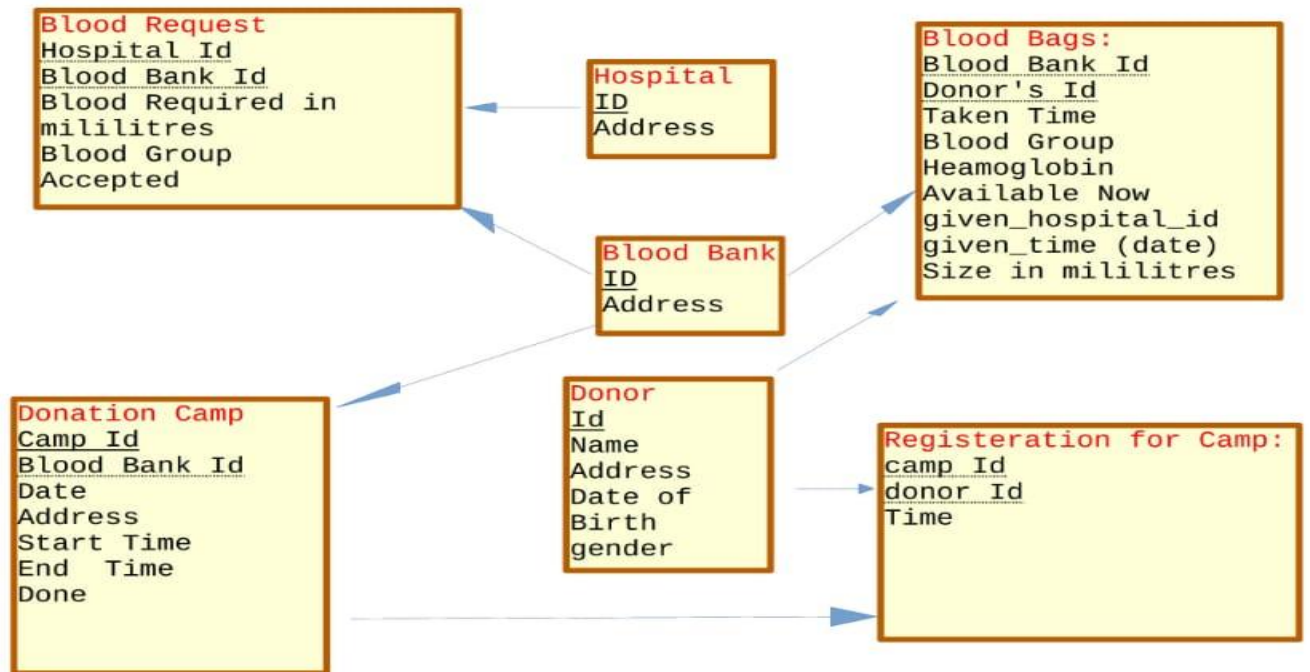 Blood Request
Hospital Id
Blood Bank Id
Blood Required in
mililitres
Blood Group
Accepted
Hospital
ID
Address
Blood Bags:
Blood Bank Id
Donor's Id
Taken Time
Blood Group
Heamoglobin
Available Now
given_hospital_id
given_time (date)
Size in mililitres
Blood Bank
ID
Address
Donation Camp
Camp Id
Blood Bank Id
Date
Address
Start Time
End  Time
Done
Donor
Id
Name
Address
Date of
Birth
gender
Registeration for Camp:
camp Id
donor Id
Time